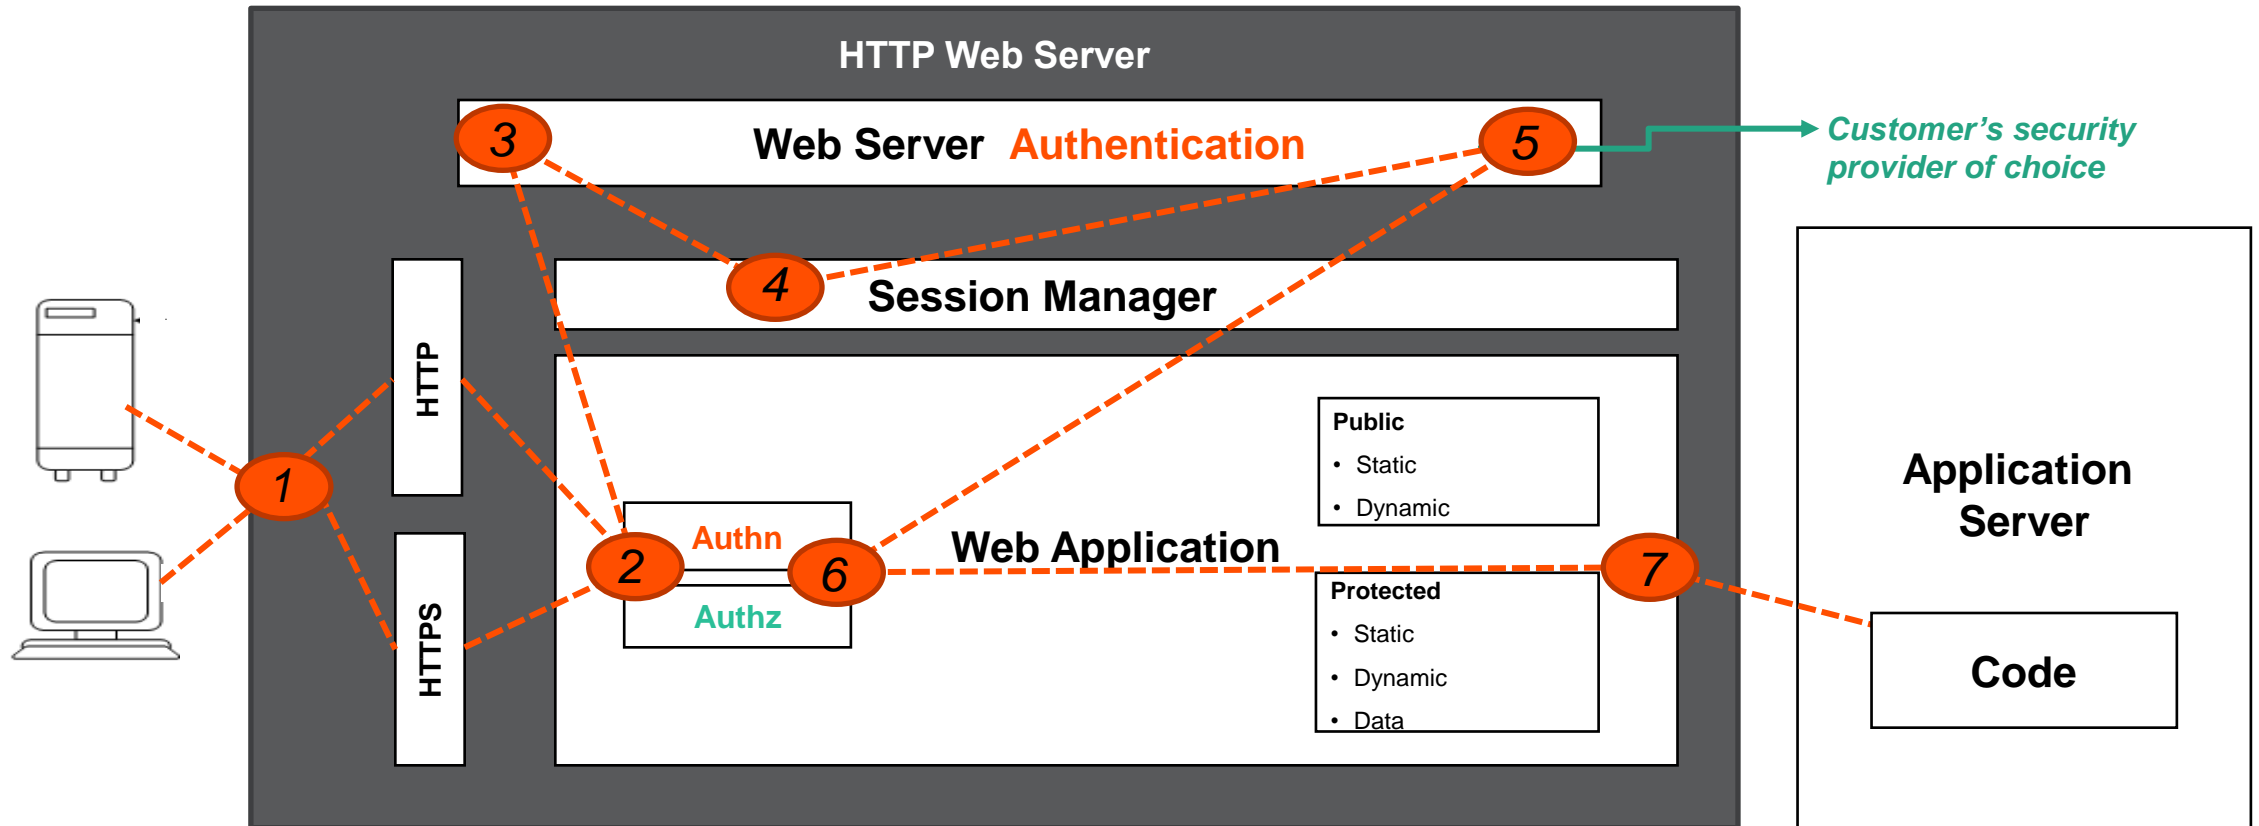 HTTP Web Server
3
Web Server Authentication
5
Customer’s security
provider of choice
4
Session Manager
HTTP
1
HTTPS
Public
• Static
• Dynamic
Authn
2
6
Authz
Web Application
7
Protected
• Static
• Dynamic
• Data
Application
Server
Code